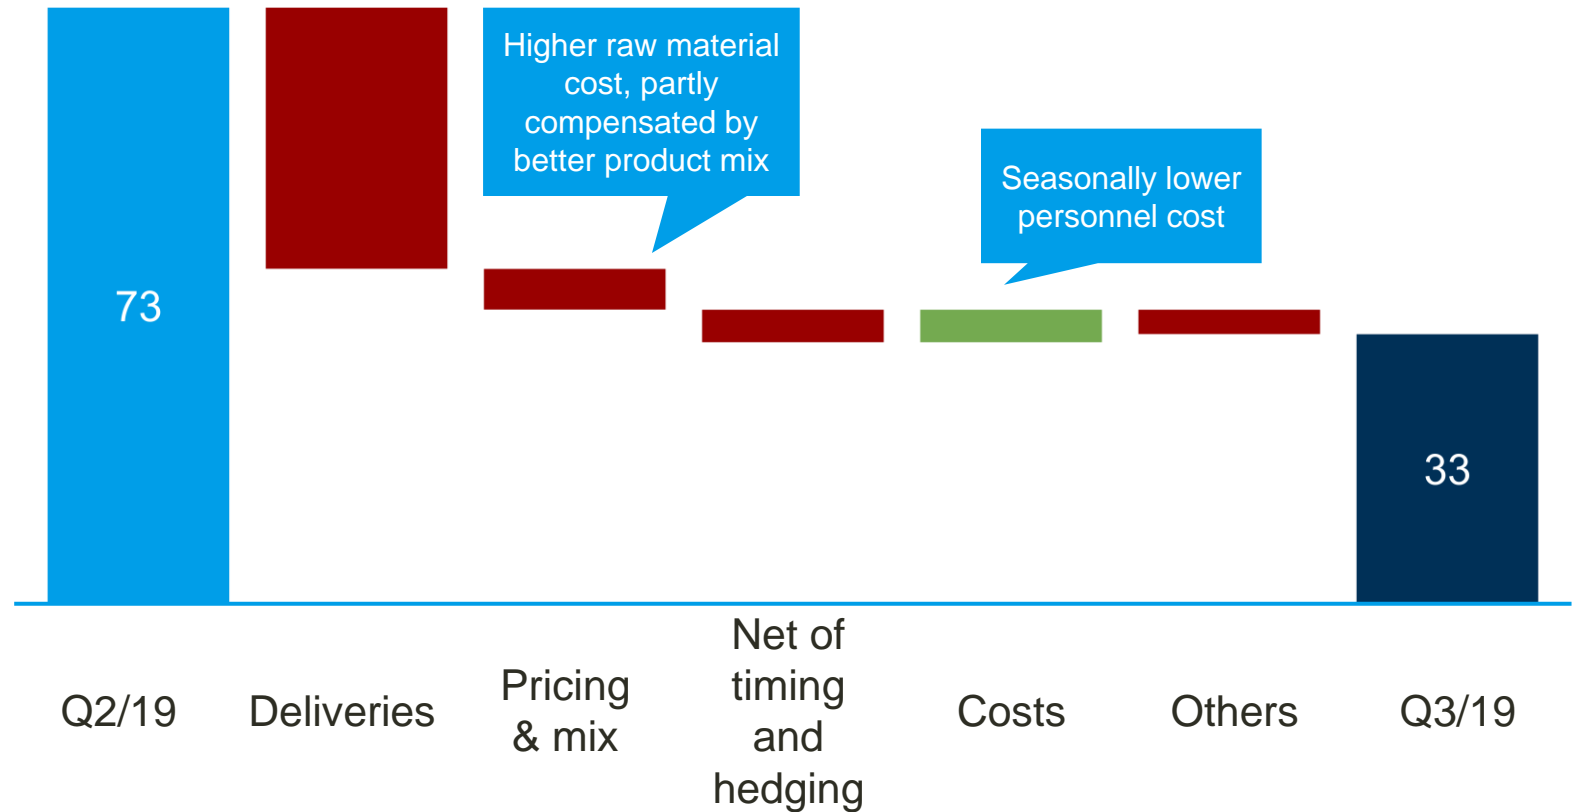 Higher raw material
cost, partly
compensated by
better product mix
Seasonally lower
personnel cost
73
33
Q2/19
Deliveries
Pricing
& mix
Net of
timing
and
hedging
Costs
Others
Q3/19